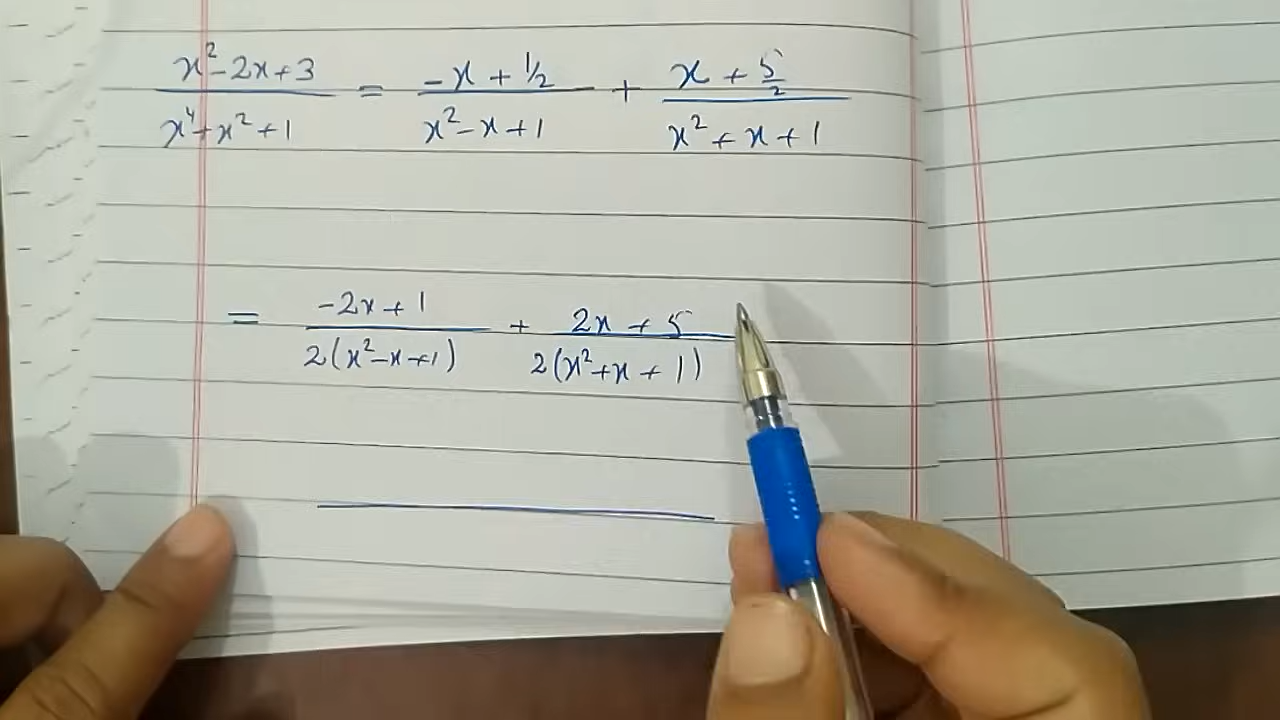 x² - 2x + 3 / x⁴ + x² + 1 = -x + 1/2 / x² - x + 1 + x + 5/2 / x² + x + 1
= -2x + 1 / 2(x² - x + 1) + 2x + 5 / 2(x² + x + 1)